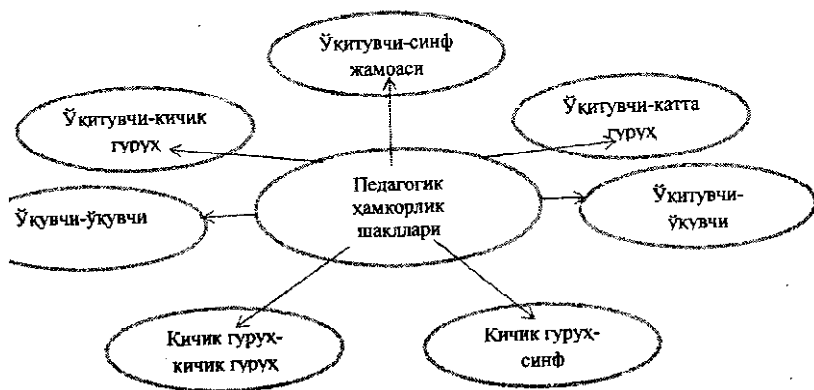 Ўқитувчи-синф
жамоаси
Ўқитувчи-кичик
гуруҳ
Ўқитувчи-катта
гуруҳ
Педагогик
ҳамкорлик
шакллари
Ўқувчи-ўқувчи
Ўқитувчи-
ўқувчи
Кичик гуруҳ-
кичик гуруҳ
Кичик гуруҳ-
синф